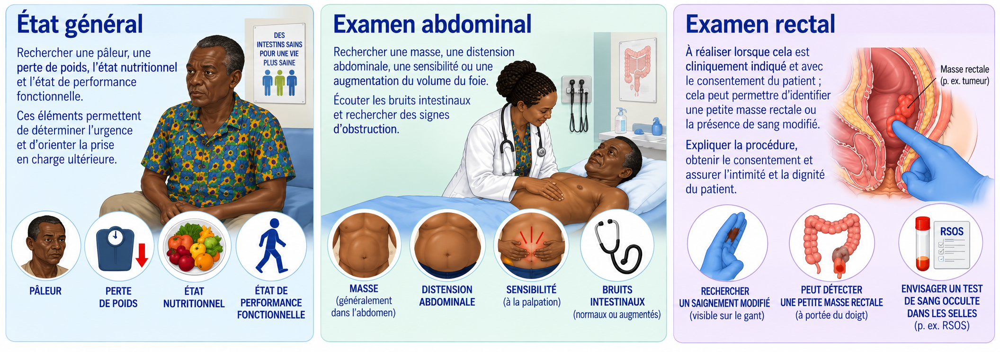 État général
Rechercher une pâleur, une
perte de poids, l'état nutritionnel
et l'état de performance
fonctionnelle.
Ces éléments permettent
de déterminer l'urgence
et d'orienter la prise
en charge ultérieure.
DES
INTESTINS SAINS
POUR UNE VIE
PLUS SAINE
PÂLEUR
PERTE
DE POIDS
ÉTAT
NUTRITIONNEL
ÉTAT DE
PERFORMANCE
FONCTIONNELLE
Examen abdominal
Rechercher une masse, une distension
abdominale, une sensibilité ou une
augmentation du volume du foie.
Écouter les bruits intestinaux
et rechercher des signes
d'obstruction.
MASSE
(généralement
dans l'abdomen)
DISTENSION
ABDOMINALE
SENSIBILITÉ
(à la palpation)
BRUITS
INTESTINAUX
(normaux ou augmentés)
Examen rectal
À réaliser lorsque cela est
cliniquement indiqué et avec
le consentement du patient ;
cela peut permettre d'identifier
une petite masse rectale ou
la présence de sang modifié.
Expliquer la procédure,
obtenir le consentement et
assurer l'intimité et la dignité
du patient.
Masse rectale
(p. ex. tumeur)
RECHERCHER
UN SAIGNEMENT MODIFIÉ
(visible sur le gant)
PEUT DÉTECTER
UNE PETITE MASSE RECTALE
(à portée du doigt)
RSOS
ENVISAGER UN TEST
DE SANG OCCULTE
DANS LES SELLES
(p. ex. RSOS)